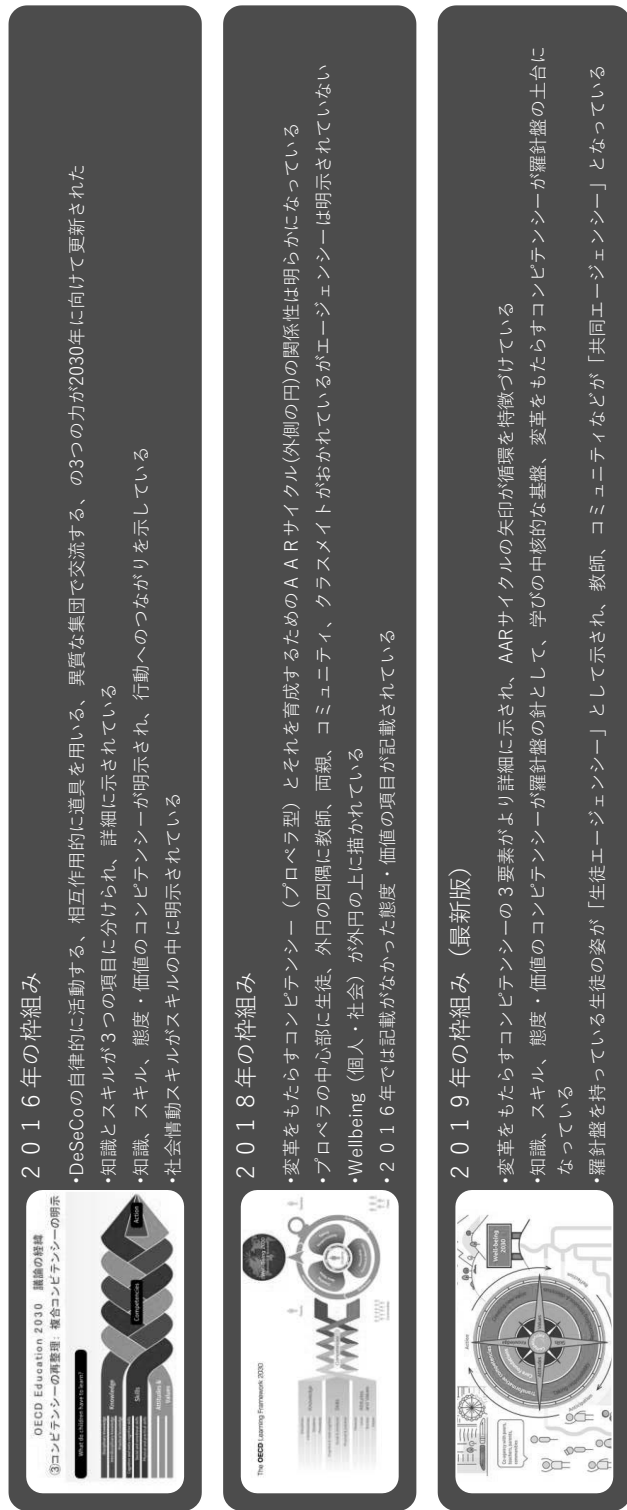 2016年の枠組み
•DeSeCoの自律的に活動する、相互作用的に道具を用いる、異質な集団で交流する、の3つの力が2030年に向けて更新された
•知識とスキルが3つの項目に分けられ、詳細に示されている
•知識、スキル、態度・価値のコンピテンシーが明示され、行動へのつながりを示している
•社会情動スキルがスキルの中に明示されている
OECD Education 2030 議論の経緯
③コンピテンシーの再整理：複合コンピテンシーの明示
What do children have to learn?
Knowledge
Skills
Attitudes &
Values
Competencies
Action
2018年の枠組み
•変革をもたらすコンピテンシー（プロペラ型）とそれを育成するためのAARサイクル(外側の円)の関係性は明らかになっている
•プロペラの中心部に生徒、外円の四隅に教師、両親、コミュニティ、クラスメイトがおかれているがエージェンシーは明示されていない
•Wellbeing（個人・社会）が外円の上に描かれている
•2016年では記載がなかった態度・価値の項目が記載されている
The OECD Learning Framework 2030
Knowledge
Skills
Attitudes
and Values
Competencies
2019年の枠組み（最新版）
•変革をもたらすコンピテンシーの3要素がより詳細に示され、AARサイクルの矢印が循環を特徴づけている
•知識、スキル、態度・価値のコンピテンシーが羅針盤の針として、学びの中核的な基盤、変革をもたらすコンピテンシーが羅針盤の土台に
なっている
•羅針盤を持っている生徒の姿が「生徒エージェンシー」として示され、教師、コミュニティなどが「共同エージェンシー」となっている
Well-being
2030
Action
Anticipation
Reflection
Transformative competencies
Knowledge
Skills
Values
Attitudes
Co-agency with peers,
teachers, parents,
communities